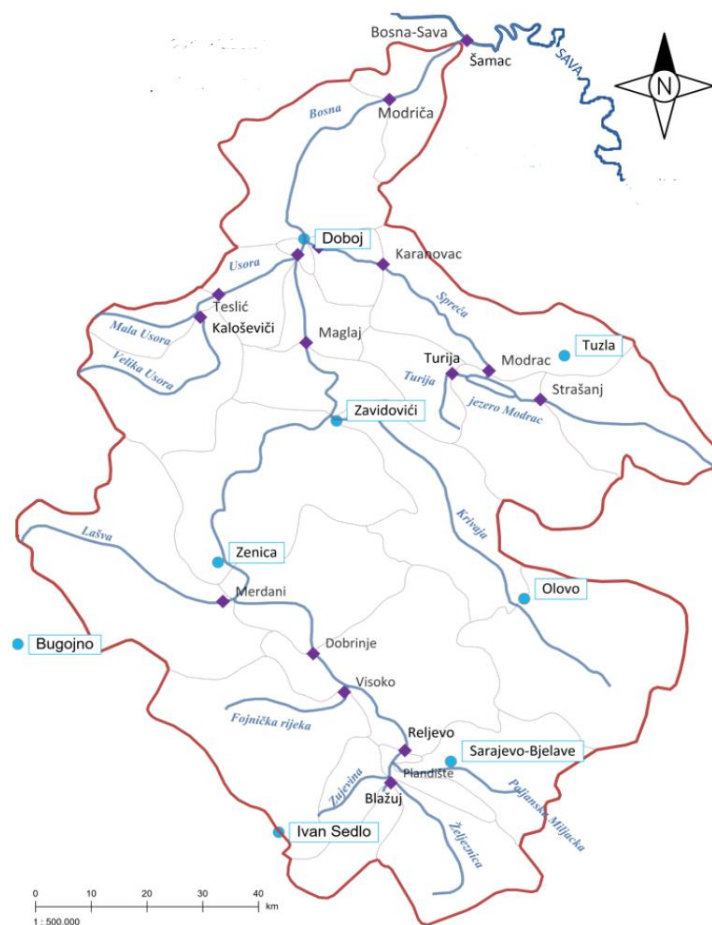 Bosna-Sava
Šamac
SAVA
N
Bosna
Modriča
Doboj
Karanovac
Usora
Spreča
Teslić
Kaloševiči
Mala Usora
Velika Usora
Maglaj
Turija
Modrac
Tuzla
Turija
jezero Modrac
Strašanj
Zavidovići
Krivaja
Lašva
Zenica
Merdani
Olovo
Bugojno
Dobrinje
Visoko
Fojnička rijeka
Reljevo
Sarajevo-Bjelave
Plandište
Zujevina
Blažuj
Poljanska Miljacka
Željeznica
Ivan Sedlo
0 10 20 30 40
km
1 : 500.000